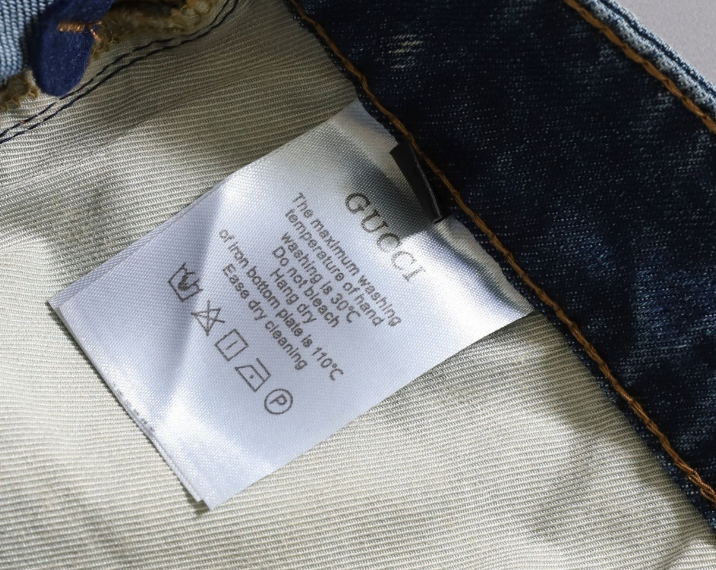 GUCCI
The maximum washing
temperature of hand
washing is 30℃
Do not bleach
Hang dry
of iron bottom plate is 110℃
Ease dry cleaning
P